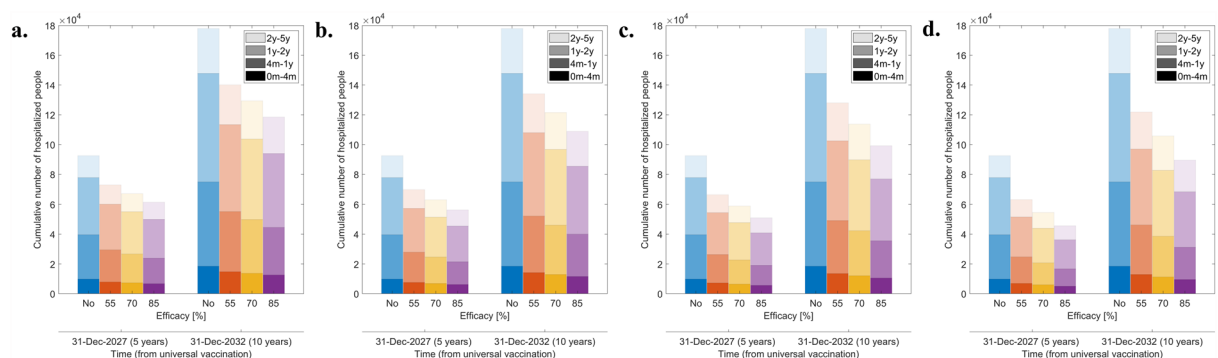 a.
Cumulative number of hospitalized people
×10⁴
18
16
14
12
10
8
6
4
2
0
2y-5y
1y-2y
4m-1y
0m-4m
No 55 70 85 No 55 70 85
Efficacy [%]
31-Dec-2027 (5 years) 31-Dec-2032 (10 years)
Time (from universal vaccination)
b.
Cumulative number of hospitalized people
×10⁴
18
16
14
12
10
8
6
4
2
0
2y-5y
1y-2y
4m-1y
0m-4m
No 55 70 85 No 55 70 85
Efficacy [%]
31-Dec-2027 (5 years) 31-Dec-2032 (10 years)
Time (from universal vaccination)
c.
Cumulative number of hospitalized people
×10⁴
18
16
14
12
10
8
6
4
2
0
2y-5y
1y-2y
4m-1y
0m-4m
No 55 70 85 No 55 70 85
Efficacy [%]
31-Dec-2027 (5 years) 31-Dec-2032 (10 years)
Time (from universal vaccination)
d.
Cumulative number of hospitalized people
×10⁴
18
16
14
12
10
8
6
4
2
0
2y-5y
1y-2y
4m-1y
0m-4m
No 55 70 85 No 55 70 85
Efficacy [%]
31-Dec-2027 (5 years) 31-Dec-2032 (10 years)
Time (from universal vaccination)